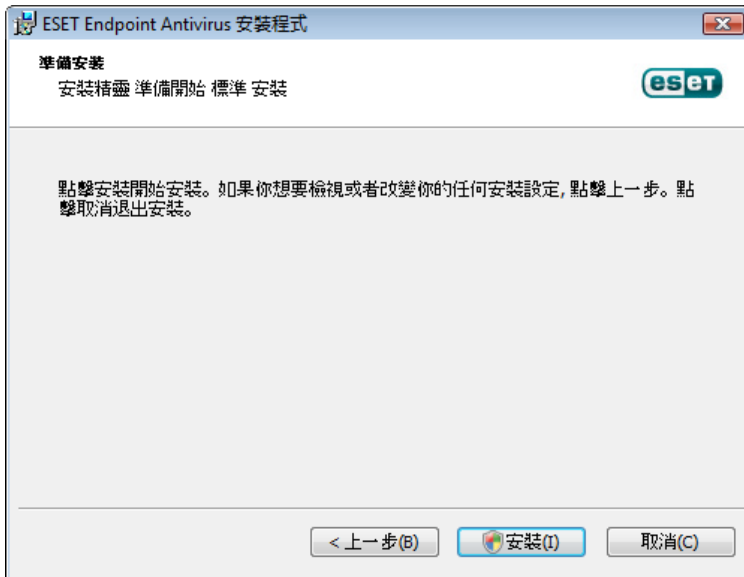 ESET Endpoint Antivirus 安裝程式
準備安裝
安裝精靈 準備開始 標準 安裝
eset
點擊安裝開始安裝。如果你想要檢視或者改變你的任何安裝設定, 點擊上一步。點
擊取消退出安裝。
< 上一步(B)
安裝(I)
取消(C)